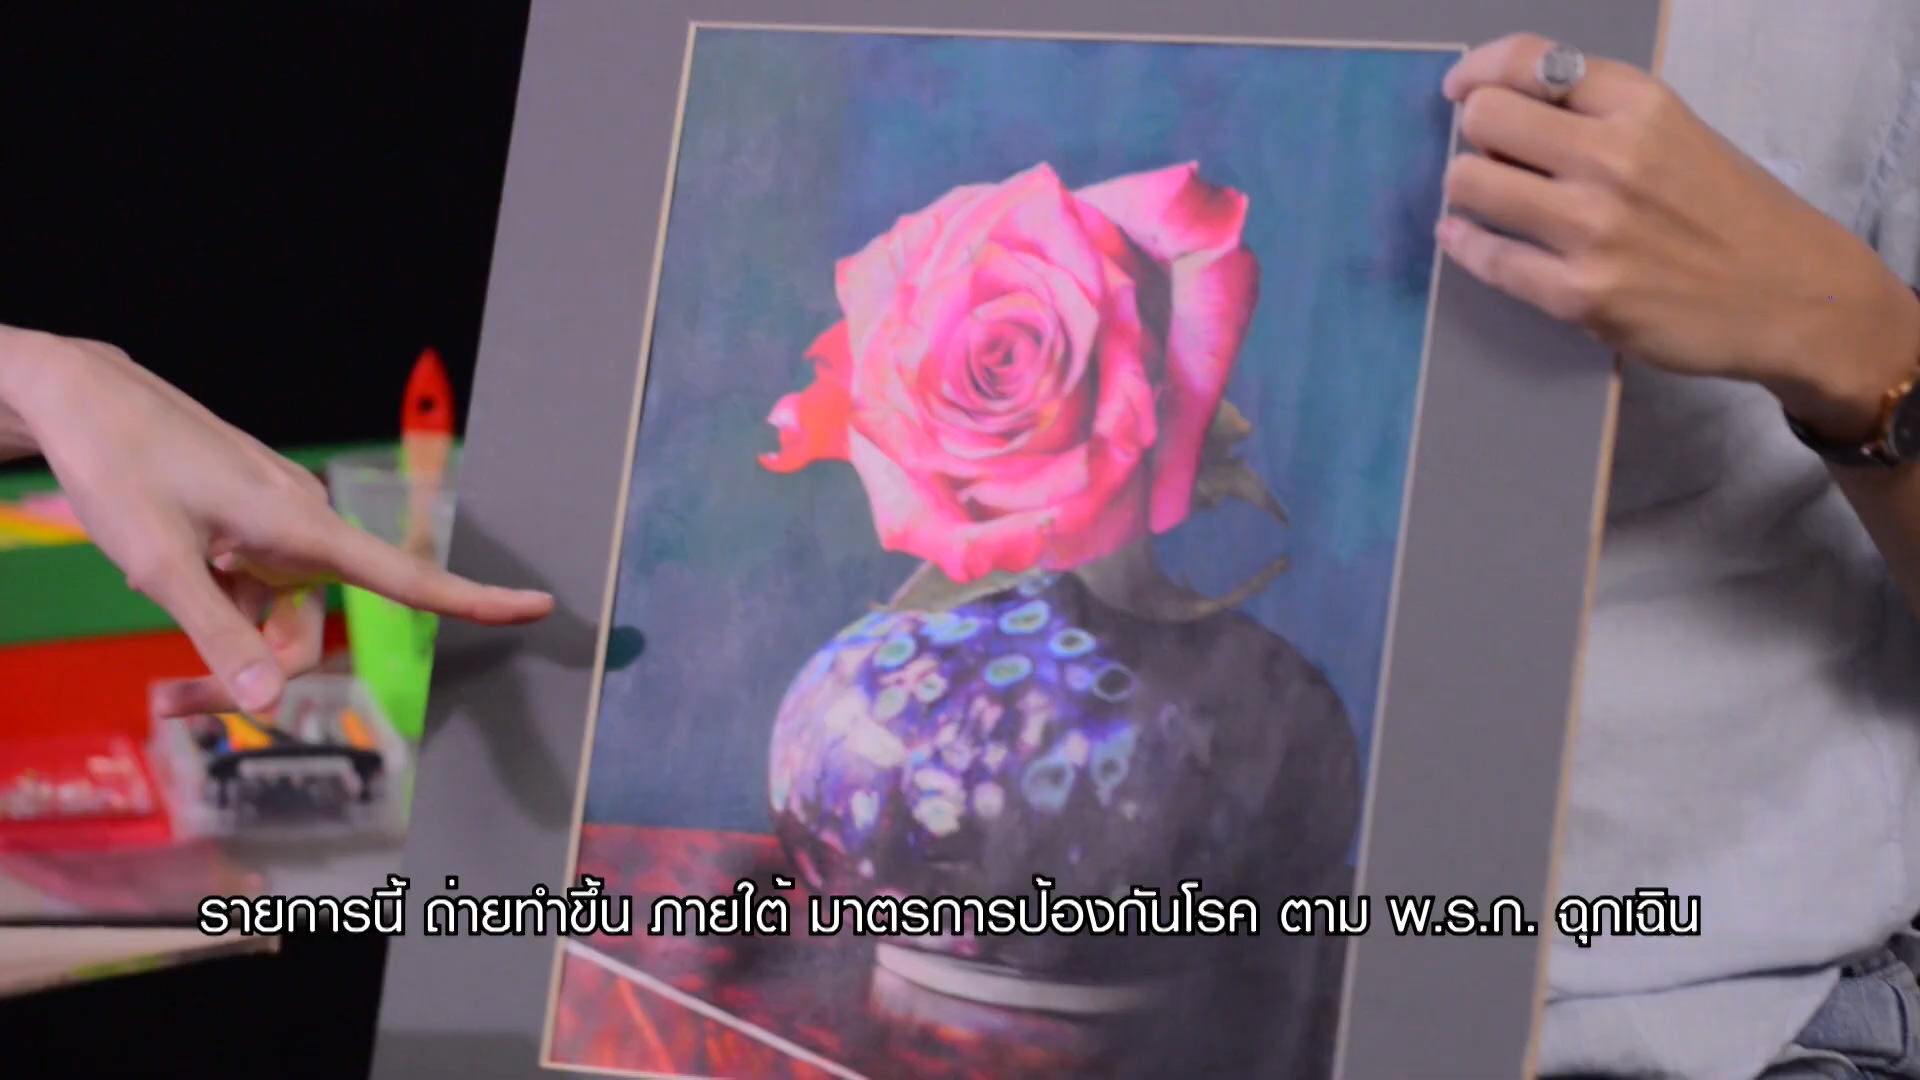 รายการนี้ ถ่ายทำขึ้น ภายใต้ มาตรการป้องกันโรค ตาม พ.ร.ก. ฉุกเฉิน